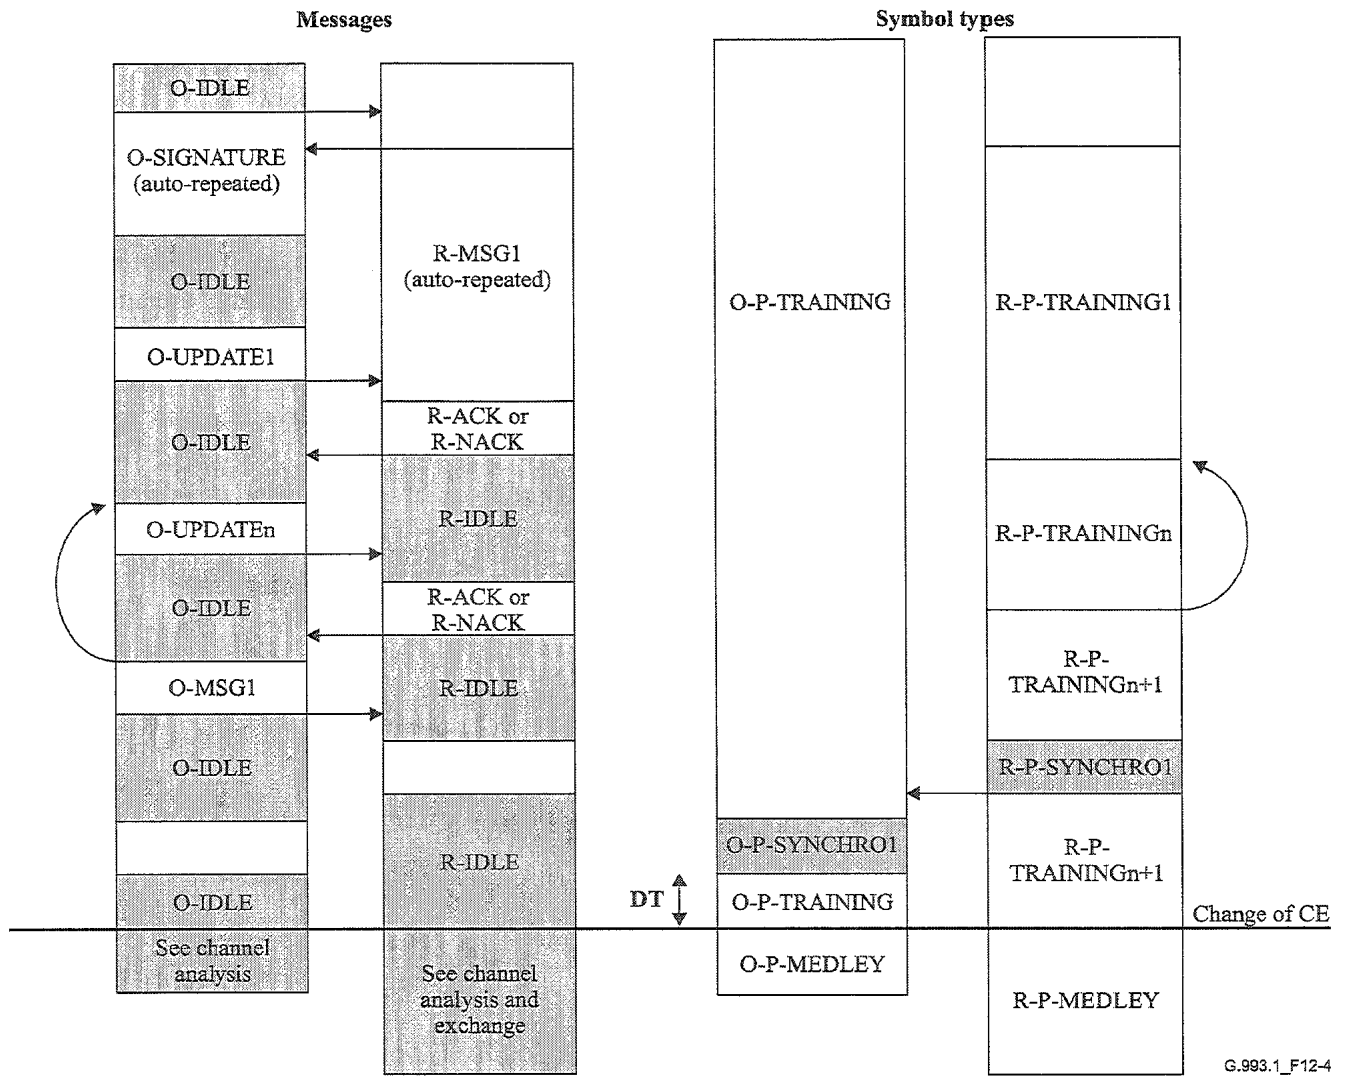 Messages
Symbol types
O-IDLE
O-SIGNATURE
(auto-repeated)
O-IDLE
O-UPDATE1
O-IDLE
O-UPDATEn
O-IDLE
O-MSG1
O-IDLE
O-IDLE
See channel
analysis
R-MSG1
(auto-repeated)
R-ACK or
R-NACK
R-IDLE
R-ACK or
R-NACK
R-IDLE
R-IDLE
See channel
analysis and
exchange
O-P-TRAINING
O-P-SYNCHRO1
DT
O-P-TRAINING
O-P-MEDLEY
R-P-TRAINING1
R-P-TRAININGn
R-P-
TRAININGn+1
R-P-SYNCHRO1
R-P-
TRAININGn+1
Change of CE
R-P-MEDLEY
G.993.1_F12-4